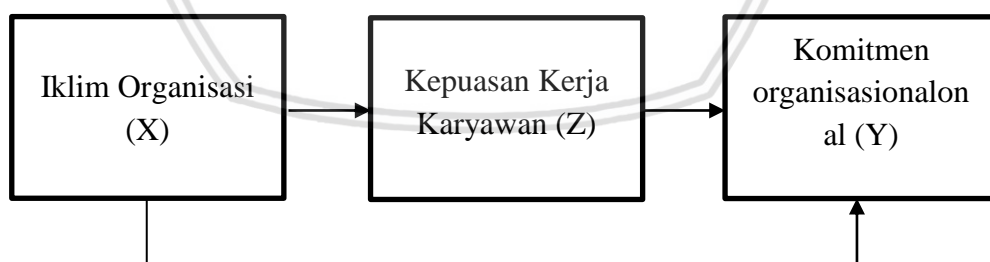 Iklim Organisasi
(X)
Kepuasan Kerja
Karyawan (Z)
Komitmen
organisasionalon
al (Y)